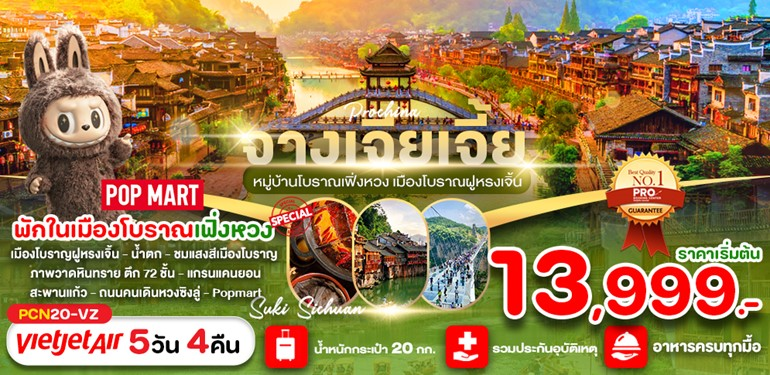 Prochina
จางเจียเจี้ย
หมู่บ้านโบราณเฟิ่งหวง เมืองโบราณฝูหรงเจิ้น
POP MART
Best Quality
NO.1
PRO
GUARANTEE
พักในเมืองโบราณเฟิ่งหวง
SPECIAL
เมืองโบราณฝูหรงเจิ้น - น้ำตก - ชมแสงสีเมืองโบราณ
ภาพวาดหินทราย ตึก 72 ชั้น - แกรนแคนยอน
สะพานแก้ว - ถนนคนเดินหวงซิงลู่ - Popmart
Suki Sichuan
ราคาเริ่มต้น
13,999.-
PCN20-VZ
vietjet Air 5วัน 4คืน
น้ำหนักกระเป๋า 20 กก.
รวมประกันอุบัติเหตุ
อาหารครบทุกมื้อ